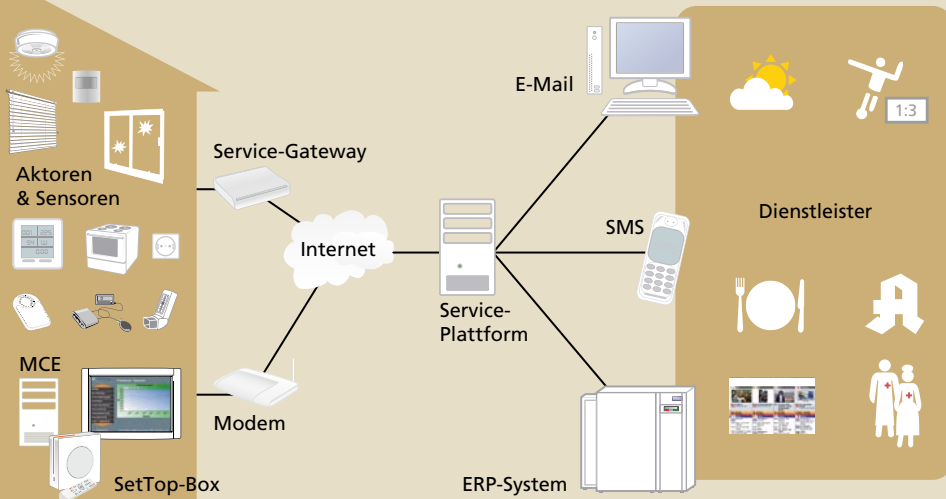 E-Mail
1:3
Service-Gateway
Aktoren
& Sensoren
Dienstleister
SMS
Internet
Service-
Plattform
MCE
Modem
SetTop-Box
ERP-System